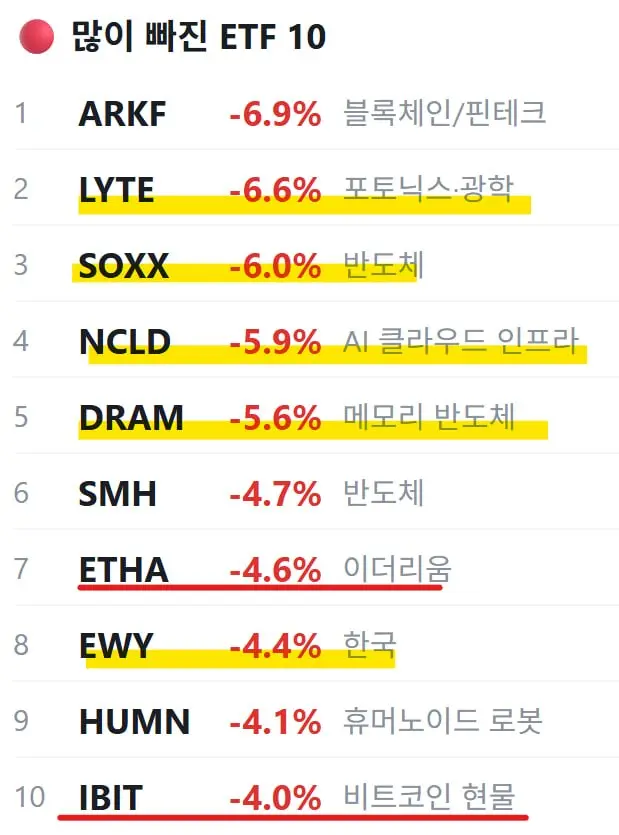 많이 빠진 ETF 10
1 ARKF -6.9% 블록체인/핀테크
2 LYTE -6.6% 포토닉스·광학
3 SOXX -6.0% 반도체
4 NCLD -5.9% AI 클라우드 인프라
5 DRAM -5.6% 메모리 반도체
6 SMH -4.7% 반도체
7 ETHA -4.6% 이더리움
8 EWY -4.4% 한국
9 HUMN -4.1% 휴머노이드 로봇
10 IBIT -4.0% 비트코인 현물